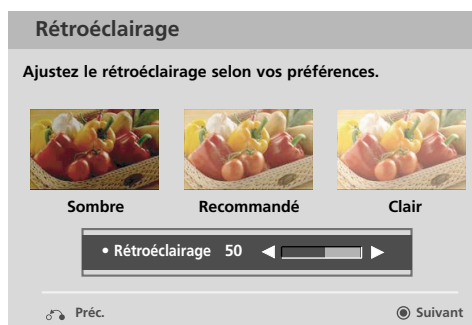 Rétroéclairage
Ajustez le rétroéclairage selon vos préférences.
Sombre Recommandé Clair
• Rétroéclairage 50
Préc. Suivant